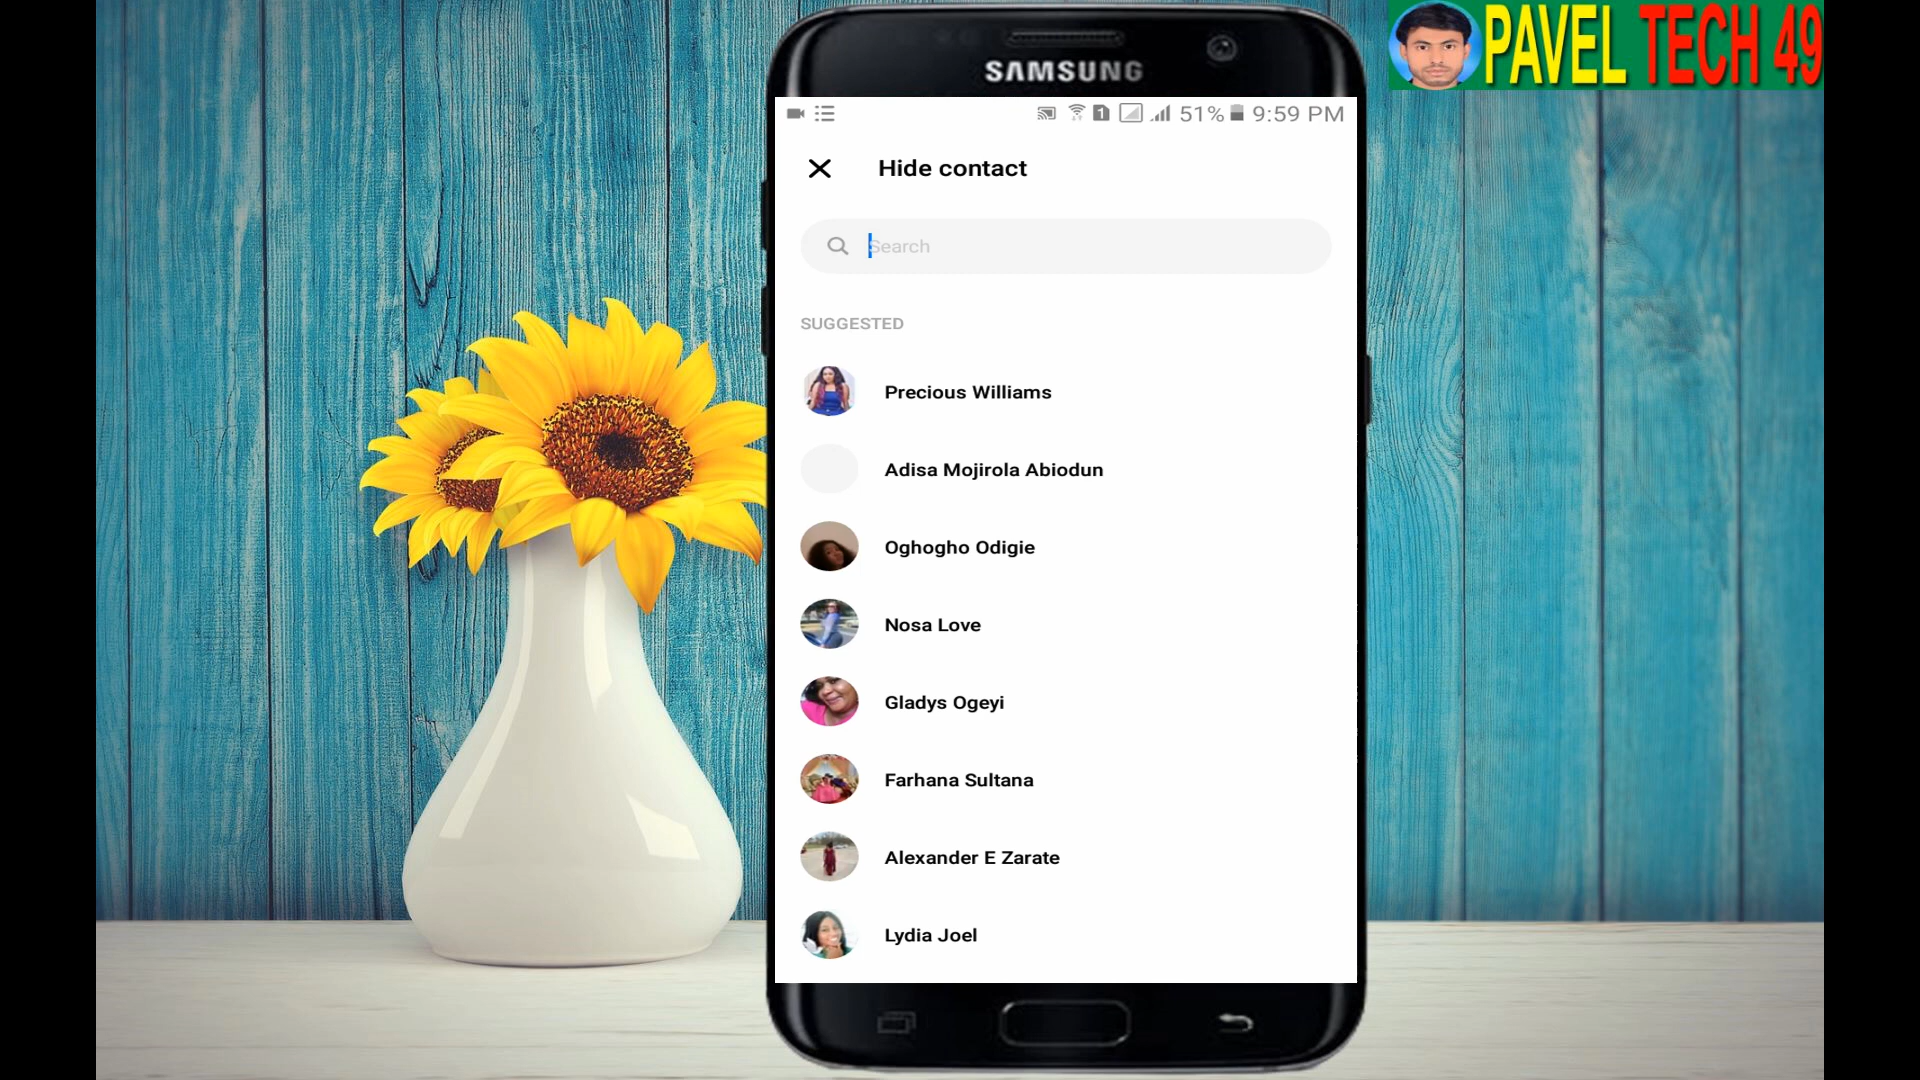 PAVEL TECH 49
SAMSUNG
1 51% 9:59 PM
Hide contact
Search
SUGGESTED
Precious Williams
Adisa Mojirola Abiodun
Oghogho Odigie
Nosa Love
Gladys Ogeyi
Farhana Sultana
Alexander E Zarate
Lydia Joel